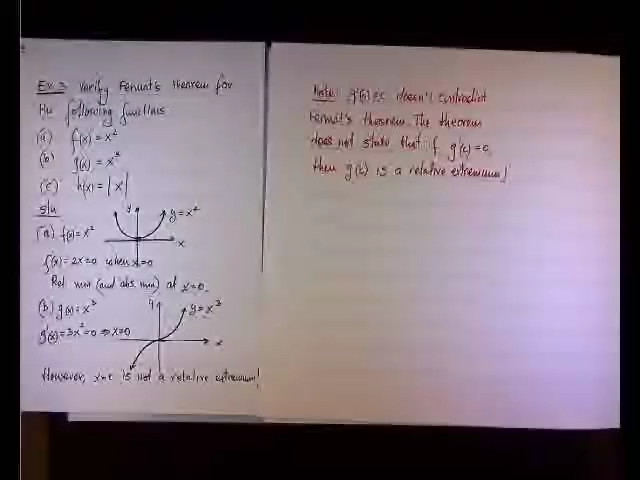 Ex 3 Verify Fermat's theorem for
the following functions
(a) f(x) = x²
(b) g(x) = x³
(c) h(x) = |x|
Sln
(a) f(x) = x²
y
y = x²
x
f'(x) = 2x = 0 when x = 0
Rel min (and abs. min) at x = 0.
(b) g(x) = x³
y
y = x³
g'(x) = 3x² = 0 ⇒ x = 0
x
However, x=0 is not a relative extremum!
Note: doesn't contradict
Fermat's theorem. The theorem
does not state that if g'(c) = 0,
then g(c) is a relative extremum!